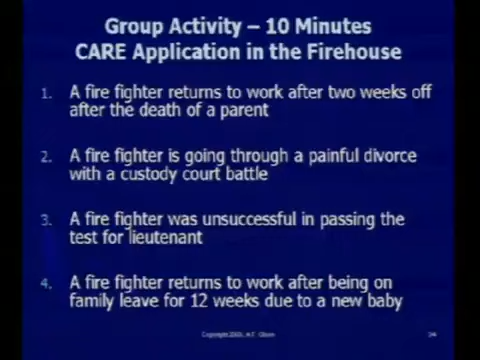 Group Activity – 10 Minutes
CARE Application in the Firehouse
1. A fire fighter returns to work after two weeks off
after the death of a parent
2. A fire fighter is going through a painful divorce
with a custody court battle
3. A fire fighter was unsuccessful in passing the
test for lieutenant
4. A fire fighter returns to work after being on
family leave for 12 weeks due to a new baby